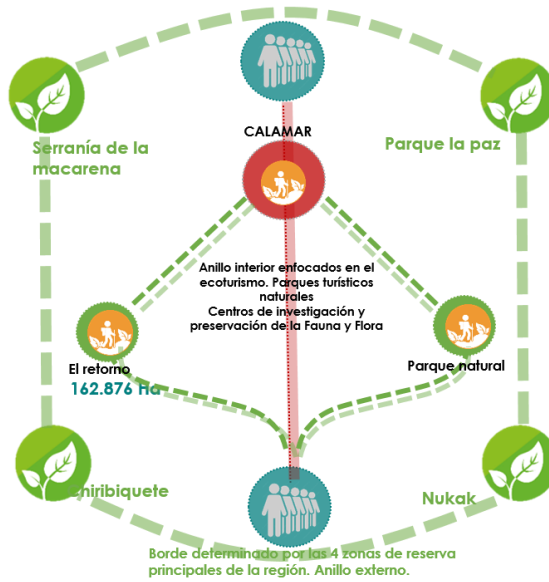 CALAMAR
Serranía de la
macarena
Parque la paz
Anillo interior enfocados en el
ecoturismo. Parques turísticos
naturales
Centros de investigación y
preservación de la Fauna y Flora
El retorno
162.876 Ha
Parque natural
hiribiquete
Nukak
Borde determinado por las 4 zonas de reserva
principales de la región. Anillo externo.